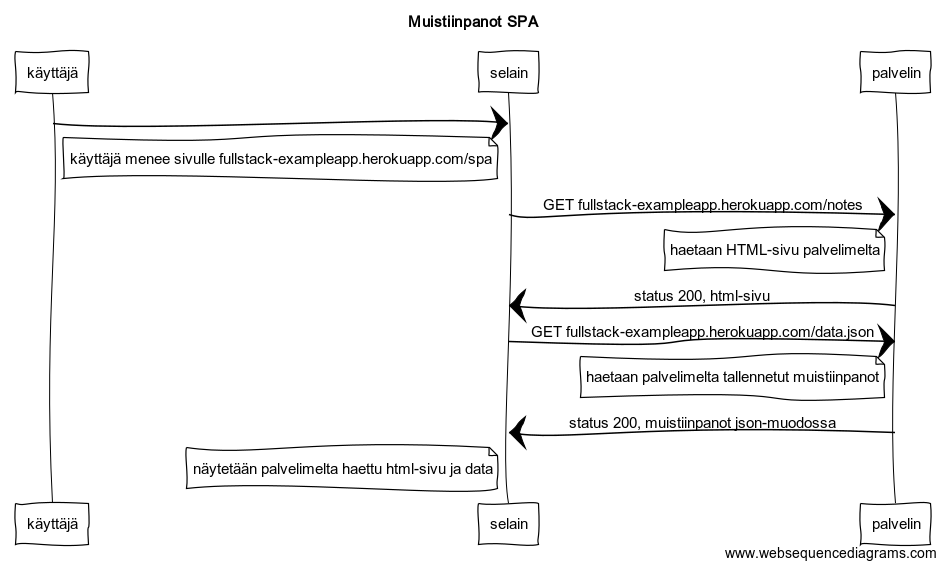 Muistiinpanot SPA
käyttäjä
selain
palvelin
käyttäjä menee sivulle fullstack-exampleapp.herokuapp.com/spa
GET fullstack-exampleapp.herokuapp.com/notes
haetaan HTML-sivu palvelimelta
status 200, html-sivu
GET fullstack-exampleapp.herokuapp.com/data.json
haetaan palvelimelta tallennetut muistiinpanot
status 200, muistiinpanot json-muodossa
näytetään palvelimelta haettu html-sivu ja data
käyttäjä
selain
palvelin
www.websequencediagrams.com